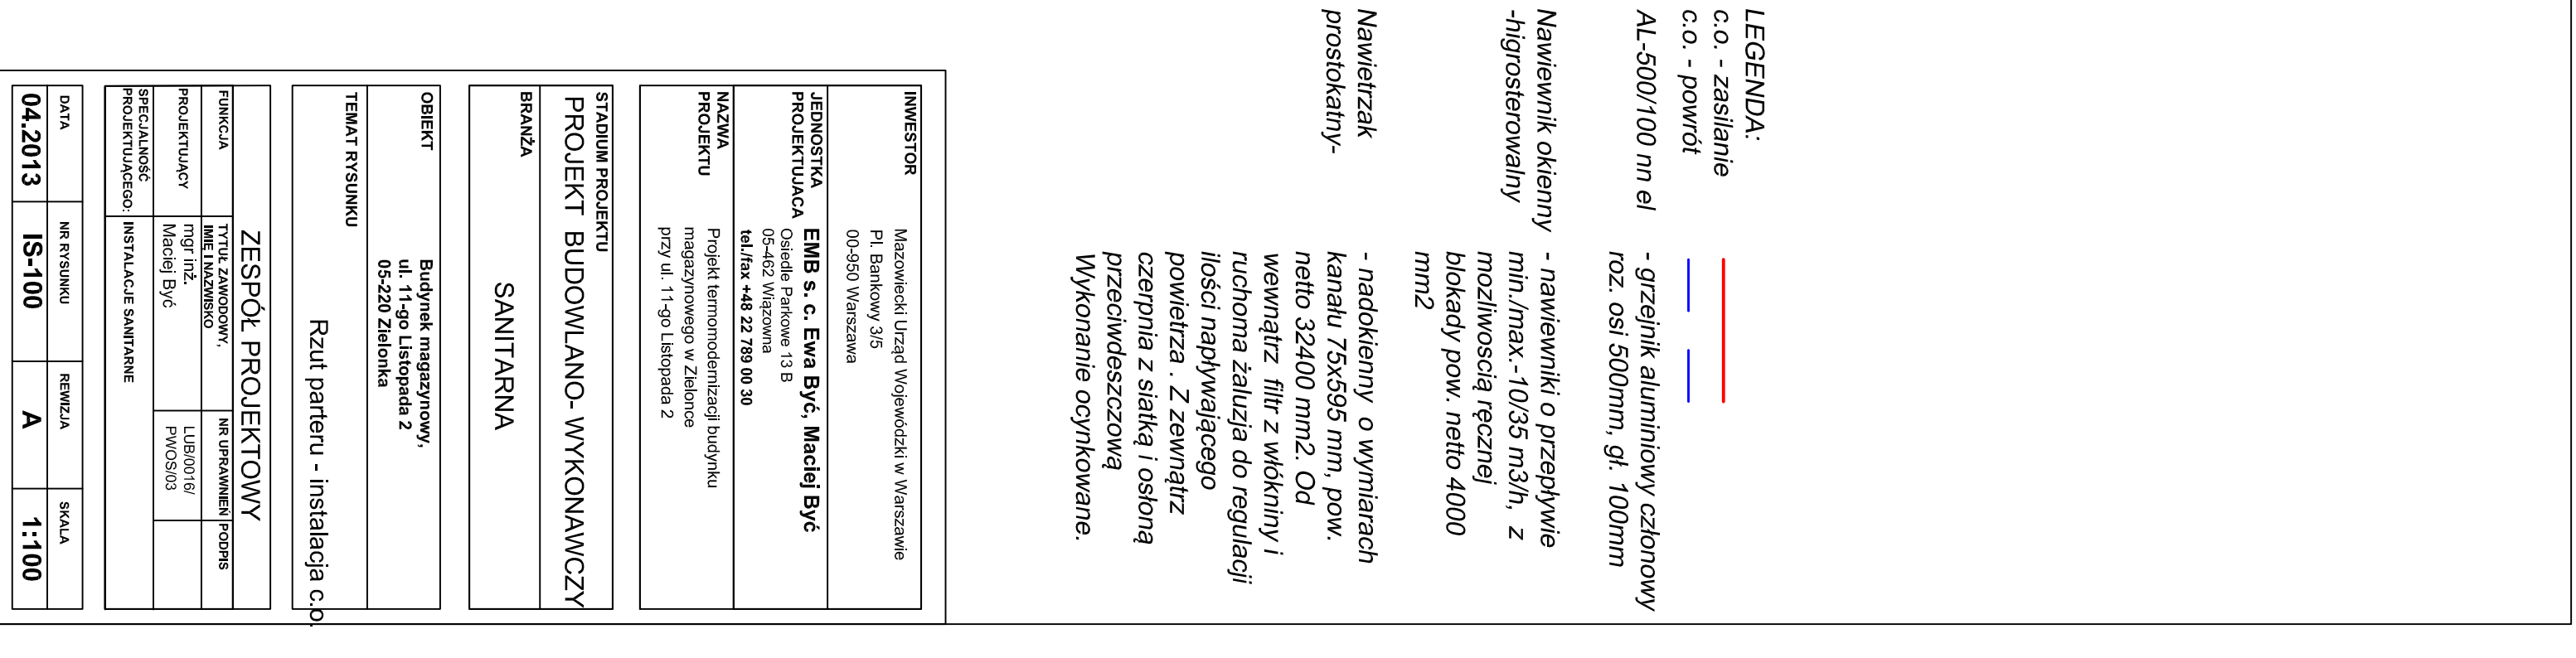 LEGENDA:
c.o. - zasilanie
c.o. - powrót
AL-500/100 nn el
- grzejnik aluminiowy członowy
roz. osi 500mm, gł. 100mm
Nawiewnik okienny
-higrosterowalny
- nawiewniki o przepływie
min./max.-10/35 m3/h, z
mozliwoscią ręcznej
blokady pow. netto 4000
mm2
Nawietrzak
prostokatny-
- nadokienny o wymiarach
kanału 75x595 mm, pow.
netto 32400 mm2. Od
wewnątrz filtr z włókniny i
ruchoma żaluzja do regulacji
ilości napływającego
powietrza . Z zewnątrz
czerpnia z siatką i osłoną
przeciwdeszczową
Wykonanie ocynkowane.
INWESTOR
Mazowiecki Urząd Wojewódzki w Warszawie
Pl. Bankowy 3/5
00-950 Warszawa
JEDNOSTKA
PROJEKTUJACA
EMB s. c. Ewa Być, Maciej Być
Osiedle Parkowe 13 B
05-462 Wiązowna
tel./fax +48 22 789 00 30
NAZWA
PROJEKTU
Projekt termomodernizacji budynku
magazynowego w Zielonce
przy ul. 11-go Listopada 2
STADIUM PROJEKTU
PROJEKT BUDOWLANO- WYKONAWCZY
BRANŻA
SANITARNA
OBIEKT
Budynek magazynowy,
ul. 11-go Listopada 2
05-220 Zielonka
TEMAT RYSUNKU
Rzut parteru - instalacja c.o.
ZESPÓŁ PROJEKTOWY
FUNKCJA
TYTUŁ ZAWODOWY,
IMIĘ I NAZWISKO
NR UPRAWNIEŃ
PODPIS
PROJEKTUJĄCY
mgr inż.
Maciej Być
LUB/0016/
PWOS/03
SPECJALNOŚĆ
PROJEKTUJĄCEGO:
INSTALACJE SANITARNE
DATA
NR RYSUNKU
REWIZJA
SKALA
04.2013
IS-100
A
1:100